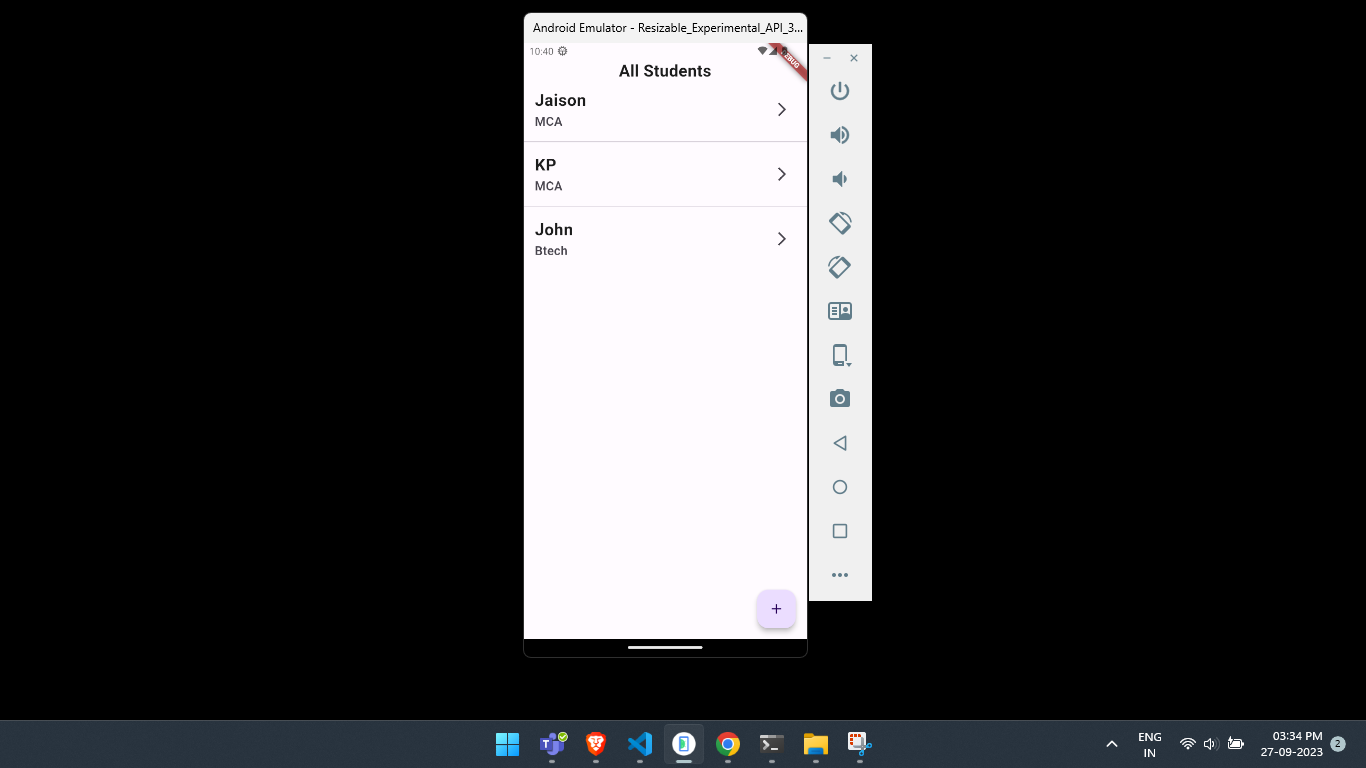 Android Emulator - Resizable_Experimental_API_3...
10:40
DEBUG
All Students
Jaison
MCA
KP
MCA
John
Btech
ENG
IN
03:34 PM
27-09-2023
2